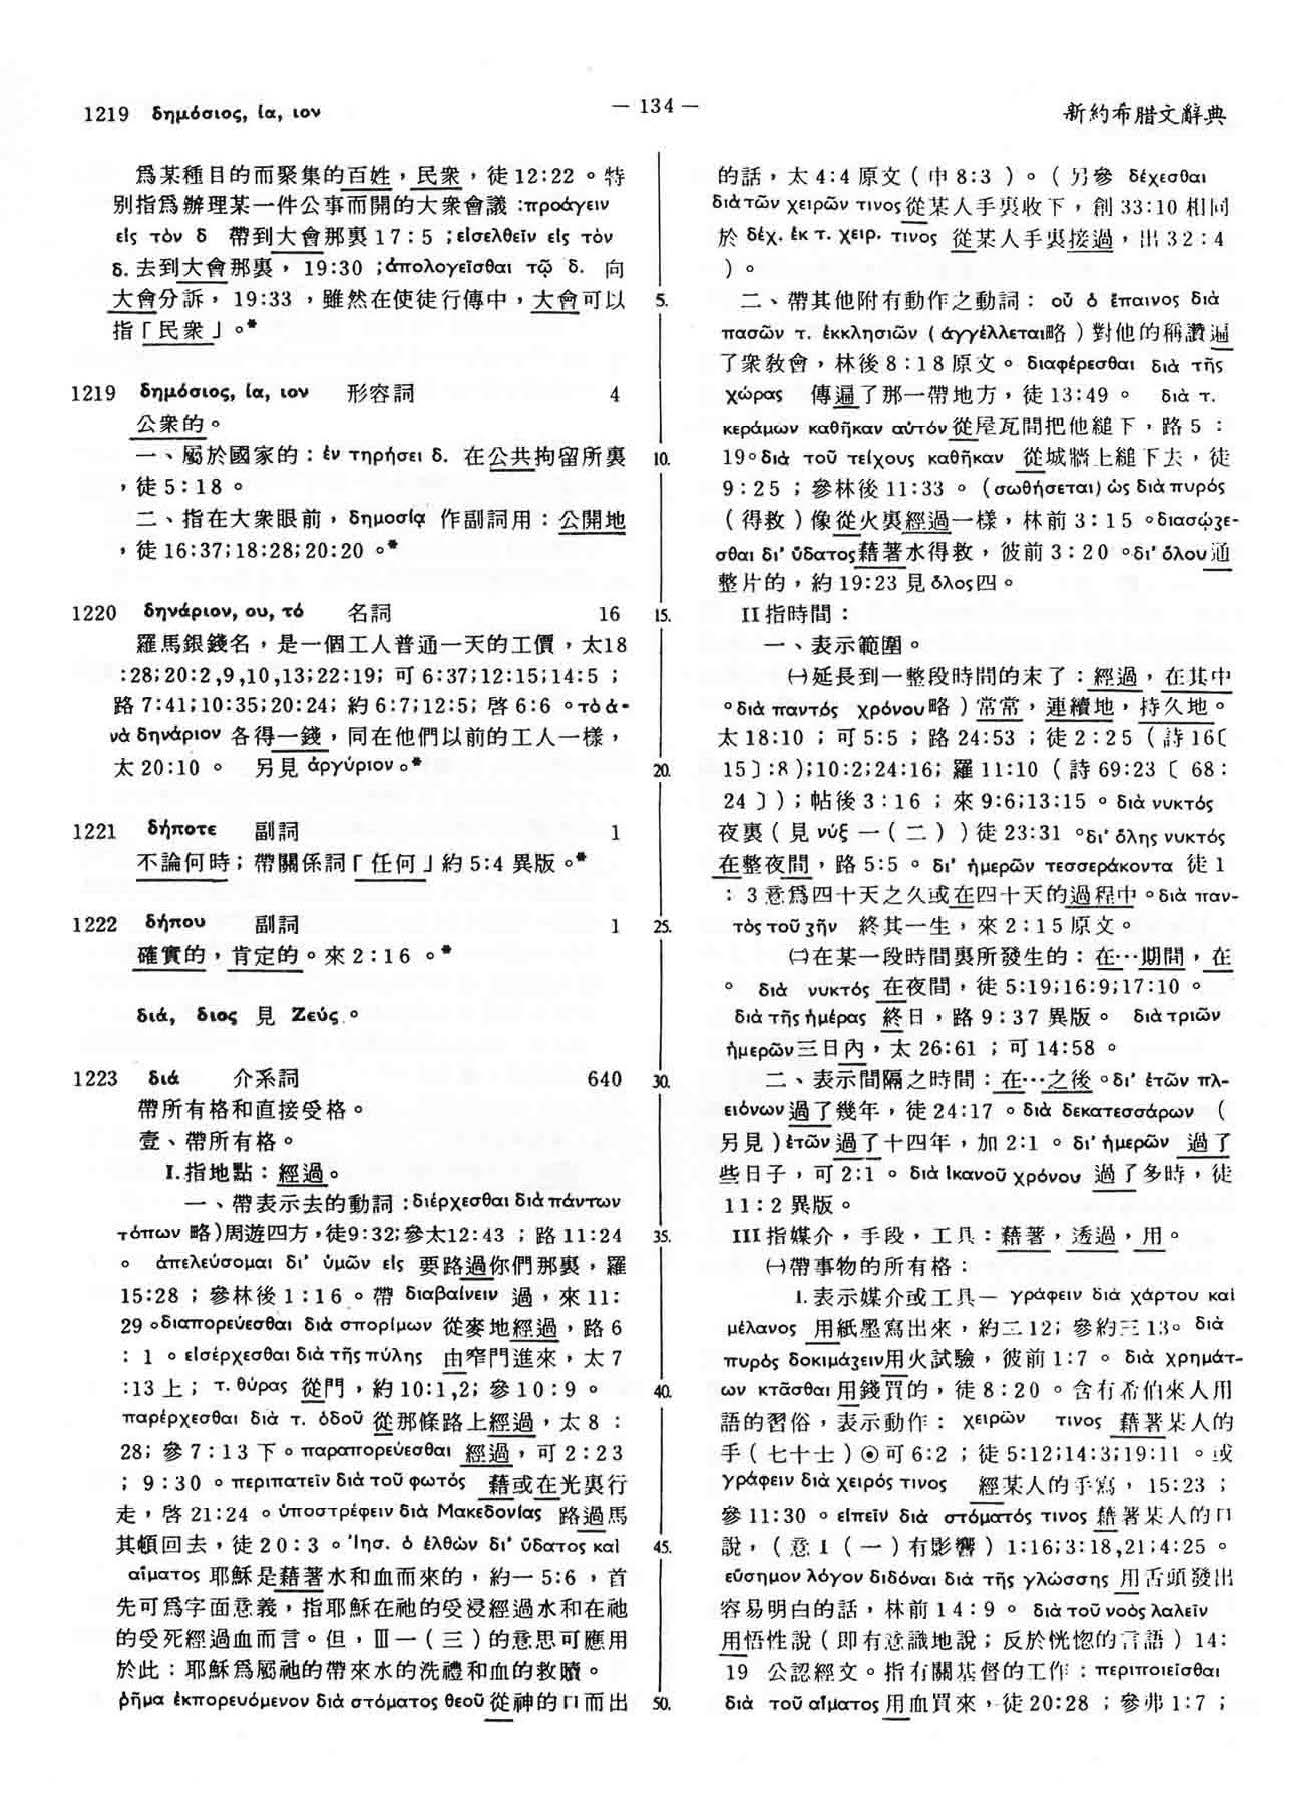 1219 δημόσιος, ία, ιον
— 134 —
新約希腊文辭典
爲某種目的而聚集的百姓，民衆，徒12:22。特
别指爲辦理某一件公事而開的大衆會議:προάγειν
εἰς τὸν δ 帶到大會那裏17:5;εἰσελθεῖν εἰς τὸν
δ.去到大會那裏，19:30;ἀπολογεῖσθαι τῷ δ. 向
大會分訴，19:33，雖然在使徒行傳中，大會可以
指「民衆」。*
1219 δημόσιος, ία, ιον 形容詞 4
公衆的。
一、屬於國家的：ἐν τηρήσει δ. 在公共拘留所裏
，徒5:18。
二、指在大衆眼前，δημοσίᾳ 作副詞用：公開地
，徒16:37;18:28;20:20。*
1220 δηνάριον, ου, τό 名詞 16
羅馬銀錢名，是一個工人普通一天的工價，太18
:28;20:2,9,10,13;22:19; 可6:37;12:15;14:5;
路7:41;10:35;20:24; 約6:7;12:5; 啓6:6。τὸ ἀ-
νὰ δηνάριον 各得一錢，同在他們以前的工人一樣，
太20:10。 另見 ἀργύριον。*
1221 δήποτε 副詞 1
不論何時；帶關係詞「任何」約5:4異版。*
1222 δήπου 副詞 1
確實的，肯定的。來2:16。*
διά, διος 見 Ζεύς.。
1223 διά 介系詞 640
帶所有格和直接受格。
壹、帶所有格。
I.指地點：經過。
一、帶表示去的動詞:διέρχεσθαι διὰ πάντων
τόπων 略)周遊四方，徒9:32;參太12:43;路11:24
。 ἀπελεύσομαι δι' ὑμῶν εἰς 要路過你們那裏，羅
15:28;參林後1:16。帶 διαβαίνειν 過，來11:
29。διαπορεύεσθαι διὰ σπορίμων 從麥地經過，路6
:1。εἰσέρχεσθαι διὰ τῆς πύλης 由窄門進來，太7
:13上; τ. θύρας 從門，約10:1,2; 參10:9。
παρέρχεσθαι διὰ τ. ὁδοῦ 從那條路上經過，太8:
28; 參7:13下。παραπορεύεσθαι 經過，可2:23
;9:30。περιπατεῖν διὰ τοῦ φωτός 藉或在光裏行
走，啓21:24。ὑποστρέφειν διὰ Μακεδονίας 路過馬
其頓回去，徒20:3。Ἰησ. ὁ ἐλθὼν δι' ὕδατος καὶ
αἵματος 耶穌是藉著水和血而來的，約一5:6，首
先可爲字面意義，指耶穌在祂的受浸經過水和在祂
的受死經過血而言。但，Ⅲ一(三)的意思可應用
於此：耶穌爲屬祂的帶來水的洗禮和血的救贖。
ῥῆμα ἐκπορευόμενον διὰ στόματος θεοῦ 從神的口而出
5.
10.
15.
20.
25.
30.
35.
40.
45.
50.
的話，太4:4原文(申8:3)。(另參 δέχεσθαι
διὰ τῶν χειρῶν τινος 從某人手裏收下，創33:10相同
於 δέχ. ἐκ τ. χειρ. τινος 從某人手裏接過，出32:4
)。
二、帶其他附有動作之動詞：οὗ ὁ ἔπαινος διὰ
πασῶν τ. ἐκκλησιῶν (ἀγγέλλεται略)對他的稱讚遍
了衆敎會，林後8:18原文。διαφέρεσθαι διὰ τῆς
χώρας 傳遍了那一帶地方，徒13:49。 διὰ τ.
κεράμων καθῆκαν αὐτόν 從屋瓦間把他縋下，路5:
19。διὰ τοῦ τείχους καθῆκαν 從城牆上縋下去，徒
9:25;參林後11:33。(σωθήσεται) ὡς διὰ πυρός
(得救)像從火裏經過一樣，林前3:15。διασῴζε-
σθαι δι' ὕδατος藉著水得救，彼前3:20。δι' ὅλου 通
整片的，約19:23見 ὅλος四。
II指時間：
一、表示範圍。
㈠延長到一整段時間的末了：經過，在其中
。διὰ παντός χρόνου略)常常，連續地，持久地。
太18:10;可5:5;路24:53;徒2:25(詩16〔
15〕:8);10:2;24:16; 羅11:10(詩69:23〔68:
24〕);帖後3:16;來9:6;13:15。διὰ νυκτός
夜裏(見 νύξ 一(二))徒23:31。δι' ὅλης νυκτός
在整夜間，路5:5。δι' ἡμερῶν τεσσεράκοντα 徒1
:3意爲四十天之久或在四十天的過程中。διὰ παν-
τὸς τοῦ ζῆν 終其一生，來2:15原文。
㈡在某一段時間裏所發生的：在…期間，在
。 διὰ νυκτός 在夜間，徒5:19;16:9;17:10。
διὰ τῆς ἡμέρας 終日，路9:37異版。 διὰ τριῶν
ἡμερῶν三日內，太26:61;可14:58。
二、表示間隔之時間：在…之後。δι' ἐτῶν πλ-
ειόνων 過了幾年，徒24:17。διὰ δεκατεσσάρων (
另見)ἐτῶν 過了十四年，加2:1。δι' ἡμερῶν 過了
些日子，可2:1。διὰ ἱκανοῦ χρόνου 過了多時，徒
11:2異版。
III指媒介，手段，工具：藉著，透過，用。
㈠帶事物的所有格：
1.表示媒介或工具— γράφειν διὰ χάρτου καὶ
μέλανος 用紙墨寫出來，約二12; 參約三13。διὰ
πυρός δοκιμάζειν用火試驗，彼前1:7。διὰ χρημάτ-
ων κτᾶσθαι 用錢買的，徒8:20。含有希伯來人用
語的習俗，表示動作：χειρῶν τινος 藉著某人的
手(七十士)⊙可6:2;徒5:12;14:3;19:11。或
γράφειν διὰ χειρός τινος 經某人的手寫，15:23;
參11:30。εἰπεῖν διὰ στόματός τινος 藉著某人的口
說，(意I(一)有影響)1:16;3:18,21;4:25。
εὔσημον λόγον διδόναι διὰ τῆς γλώσσης 用舌頭發出
容易明白的話，林前14:9。διὰ τοῦ νοὸς λαλεῖν
用悟性說(即有意識地說；反於恍惚的言語)14:
19 公認經文。指有關基督的工作：περιποιεῖσθαι
διὰ τοῦ αἵματος 用血買來，徒20:28;參弗1:7;